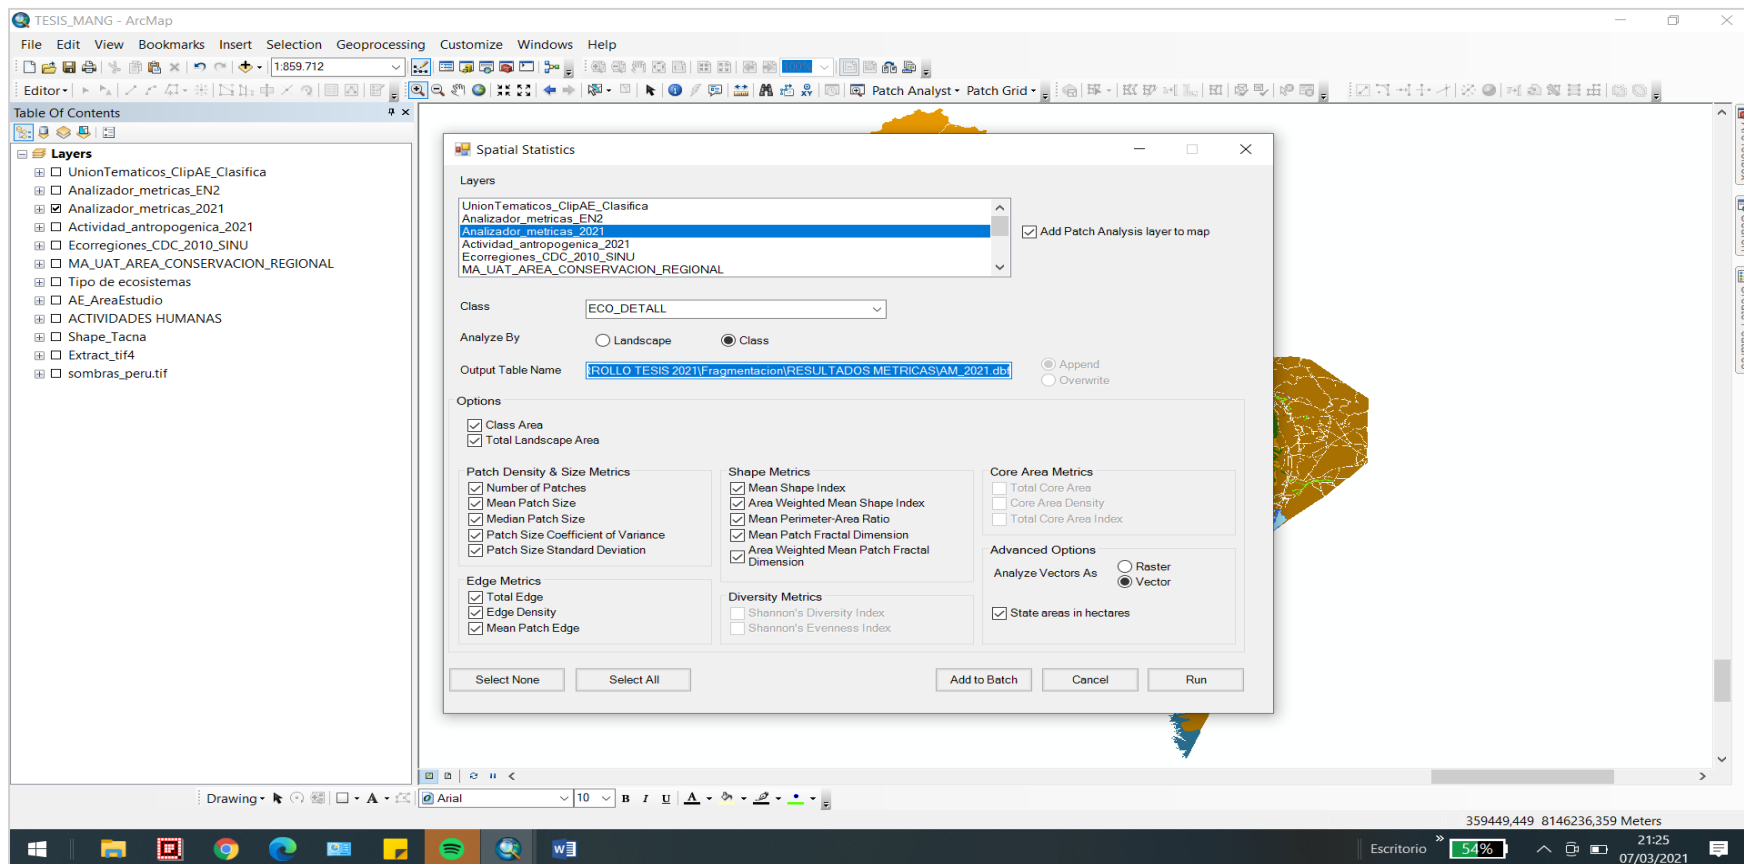 TESIS_MANG - ArcMap
File Edit View Bookmarks Insert Selection Geoprocessing Customize Windows Help
1:859.712
100%
Editor
Patch Analyst
Patch Grid
Table Of Contents
Layers
UnionTematicos_ClipAE_Clasifica
Analizador_metricas_EN2
Analizador_metricas_2021
Actividad_antropogenica_2021
Ecorregiones_CDC_2010_SINU
MA_UAT_AREA_CONSERVACION_REGIONAL
Tipo de ecosistemas
AE_AreaEstudio
ACTIVIDADES HUMANAS
Shape_Tacna
Extract_tif4
sombras_peru.tif
Spatial Statistics
Layers
UnionTematicos_ClipAE_Clasifica
Analizador_metricas_EN2
Analizador_metricas_2021
Actividad_antropogenica_2021
Ecorregiones_CDC_2010_SINU
MA_UAT_AREA_CONSERVACION_REGIONAL
Add Patch Analysis layer to map
Class
ECO_DETALL
Analyze By
Landscape
Class
Output Table Name
ROLLO TESIS 2021\Fragmentacion\RESULTADOS METRICAS\AM_2021.dbf
Append
Overwrite
Options
Class Area
Total Landscape Area
Patch Density & Size Metrics
Number of Patches
Mean Patch Size
Median Patch Size
Patch Size Coefficient of Variance
Patch Size Standard Deviation
Edge Metrics
Total Edge
Edge Density
Mean Patch Edge
Shape Metrics
Mean Shape Index
Area Weighted Mean Shape Index
Mean Perimeter-Area Ratio
Mean Patch Fractal Dimension
Area Weighted Mean Patch Fractal
Dimension
Diversity Metrics
Shannon's Diversity Index
Shannon's Evenness Index
Core Area Metrics
Total Core Area
Core Area Density
Total Core Area Index
Advanced Options
Analyze Vectors As
Raster
Vector
State areas in hectares
Select None
Select All
Add to Batch
Cancel
Run
Drawing
A
Arial
10
B I U A
359449,449 8146236,359 Meters
Escritorio
54%
21:25
07/03/2021